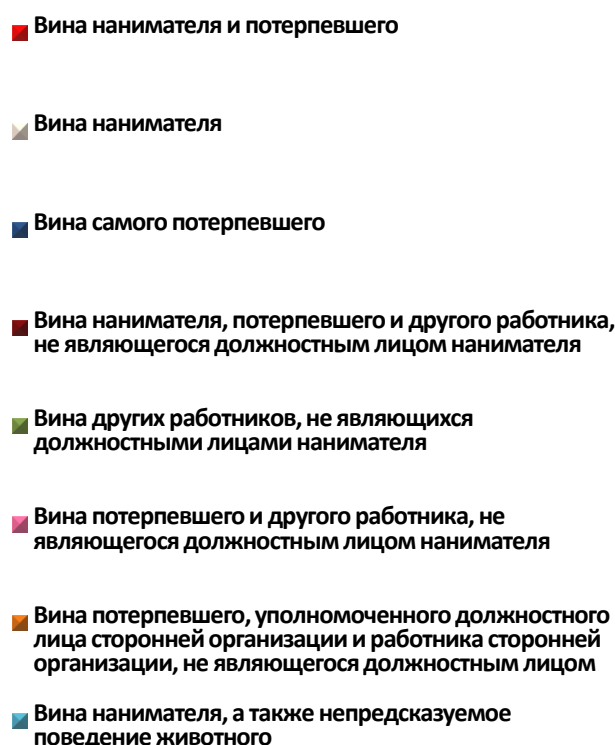 Вина нанимателя и потерпевшего
Вина нанимателя
Вина самого потерпевшего
Вина нанимателя, потерпевшего и другого работника,
не являющегося должностным лицом нанимателя
Вина других работников, не являющихся
должностными лицами нанимателя
Вина потерпевшего и другого работника, не
являющегося должностным лицом нанимателя
Вина потерпевшего, уполномоченного должностного
лица сторонней организации и работника сторонней
организации, не являющегося должностным лицом
Вина нанимателя, а также непредсказуемое
поведение животного